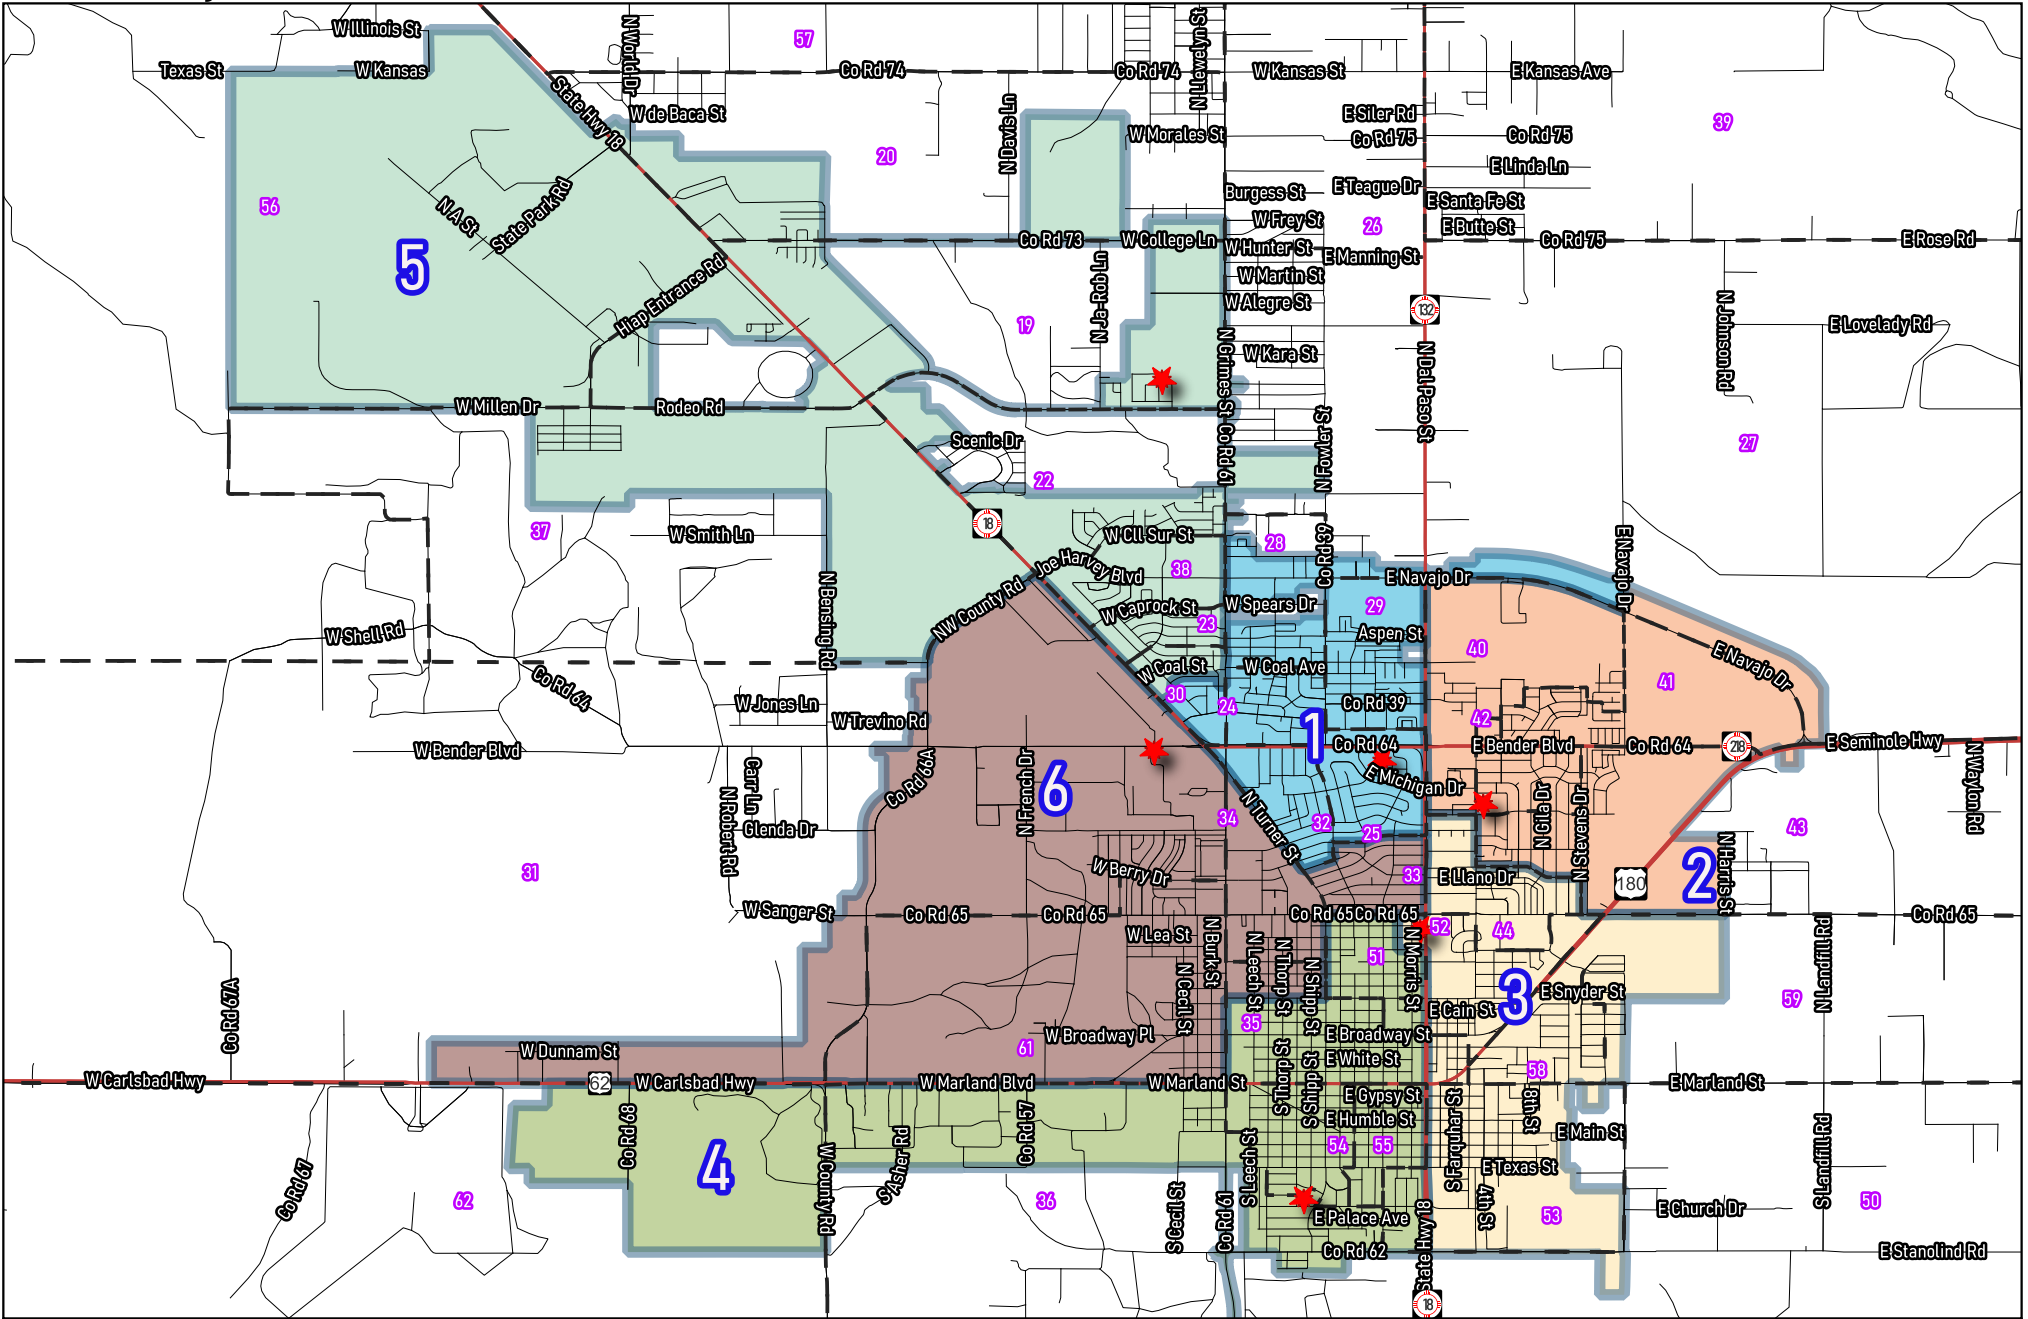 W Illinois St
Texas St
W Kansas
N World Dr
57
Co Rd 74
Co Rd 74
N Llewelyn St
W Kansas St
E Kansas Ave
State Hwy 18
W de Baca St
N Davis Ln
W Morales St
E Siler Rd
Co Rd 75
Co Rd 75
39
20
E Linda Ln
56
N A St
State Park Rd
Burgess St
E Teague Dr
E Santa Fe St
W Frey St
26
E Butte St
5
Co Rd 73
W College Ln
W Hunter St
E Manning St
Co Rd 75
E Rose Rd
Hiap Entrance Rd
N Ja-Rob Ln
W Martin St
W Alegre St
132
N Johnson Rd
19
E Lovelady Rd
N Grimes St
W Kara St
N Dal Paso St
W Millen Dr
Rodeo Rd
Scenic Dr
Co Rd 61
N Fowler St
27
22
37
W Smith Ln
18
W Cll Sur St
28
Co Rd 39
E Navajo Dr
E Navajo Dr
N Bensing Rd
NW County Rd
Joe Harvey Blvd
38
W Caprock St
W Spears Dr
29
23
Aspen St
W Shell Rd
40
E Navajo Dr
W Coal St
W Coal Ave
41
Co Rd 64
30
24
Co Rd 39
42
W Jones Ln
W Trevino Rd
W Bender Blvd
1
Co Rd 64
E Bender Blvd
Co Rd 64
218
E Seminole Hwy
Co Rd 66A
N French Dr
6
E Michigan Dr
N Waylon Rd
Carr Ln
N Robert Rd
Glenda Dr
34
N Turner St
32
25
N Gila Dr
N Stevens Dr
43
31
W Berry Dr
33
E Llano Dr
180
2
N Harris St
W Sanger St
Co Rd 65
Co Rd 65
Co Rd 65
Co Rd 65
Co Rd 65
W Lea St
N Burk St
N Leech St
N Thorp St
N Shipp St
51
N Morris St
52
44
N Landfill Rd
N Cecil St
Co Rd 67A
3
E Snyder St
59
35
E Cain St
W Broadway Pl
E Broadway St
W Dunnam St
61
E White St
58
W Carlsbad Hwy
62
W Carlsbad Hwy
W Marland Blvd
W Marland St
E Marland St
S Thorp St
S Shipp St
E Gypsy St
E Humble St
S Farquhar St
8th St
Co Rd 68
Co Rd 57
E Main St
4
S Asher Rd
S Leech St
54
55
E Texas St
S Landfill Rd
Co Rd 67
62
W County Rd
36
S Cecil St
Co Rd 61
E Palace Ave
4th St
53
E Church Dr
50
Co Rd 62
State Hwy 18
E Stanolind Rd
18